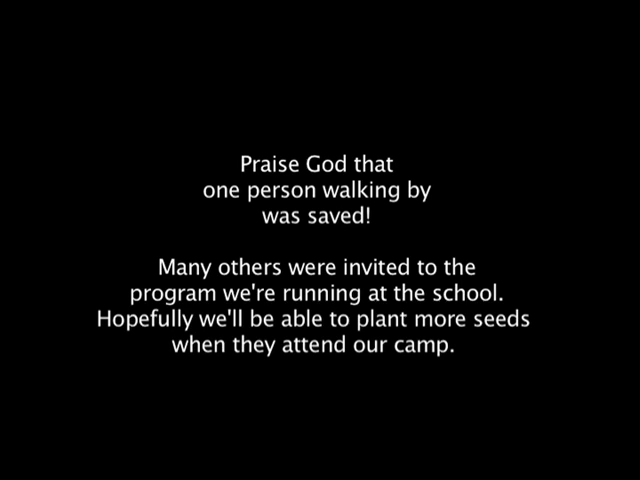 Praise God that
one person walking by
was saved!
Many others were invited to the
program we're running at the school.
Hopefully we'll be able to plant more seeds
when they attend our camp.